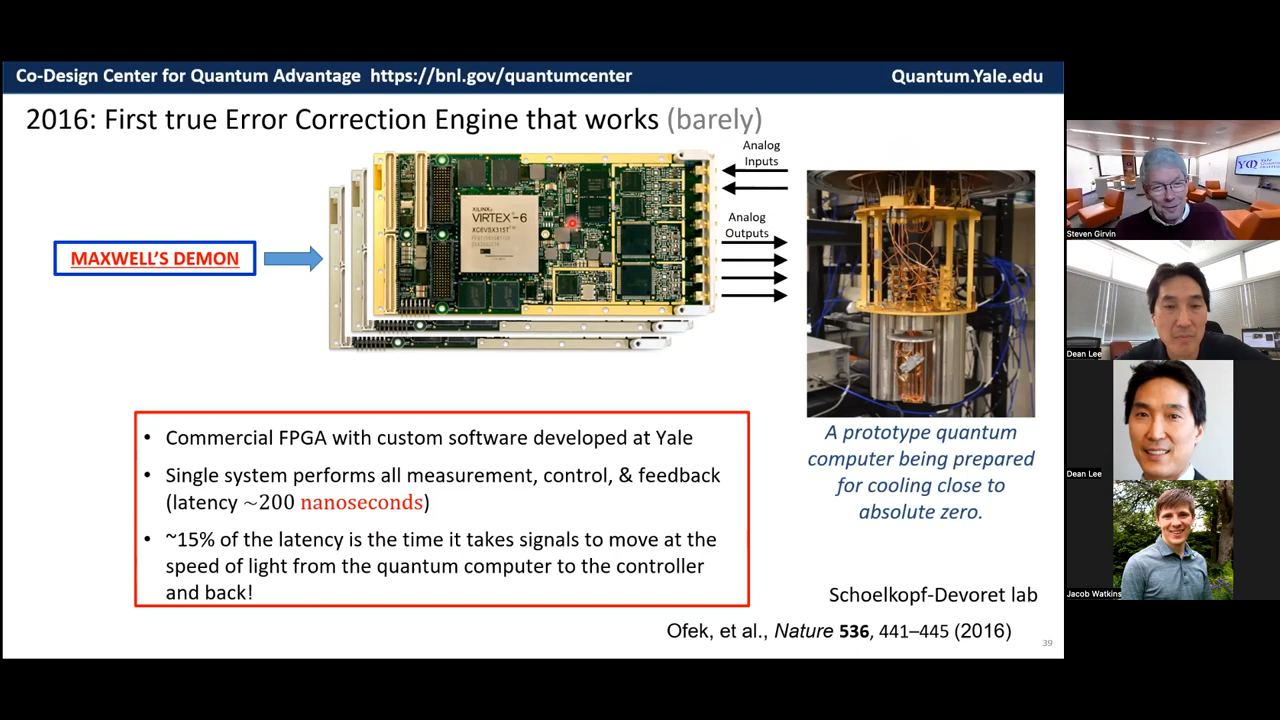 Co-Design Center for Quantum Advantage https://bnl.gov/quantumcenter
Quantum.Yale.edu
2016: First true Error Correction Engine that works (barely)
MAXWELL'S DEMON
XILINX
VIRTEX-6
Analog
Inputs
Analog
Outputs
• Commercial FPGA with custom software developed at Yale
• Single system performs all measurement, control, & feedback
(latency ~200 nanoseconds)
• ~15% of the latency is the time it takes signals to move at the
speed of light from the quantum computer to the controller
and back!
A prototype quantum
computer being prepared
for cooling close to
absolute zero.
Schoelkopf-Devoret lab
Ofek, et al., Nature 536, 441–445 (2016)
39
Steven Girvin
Dean Lee
Dean Lee
Jacob Watkins